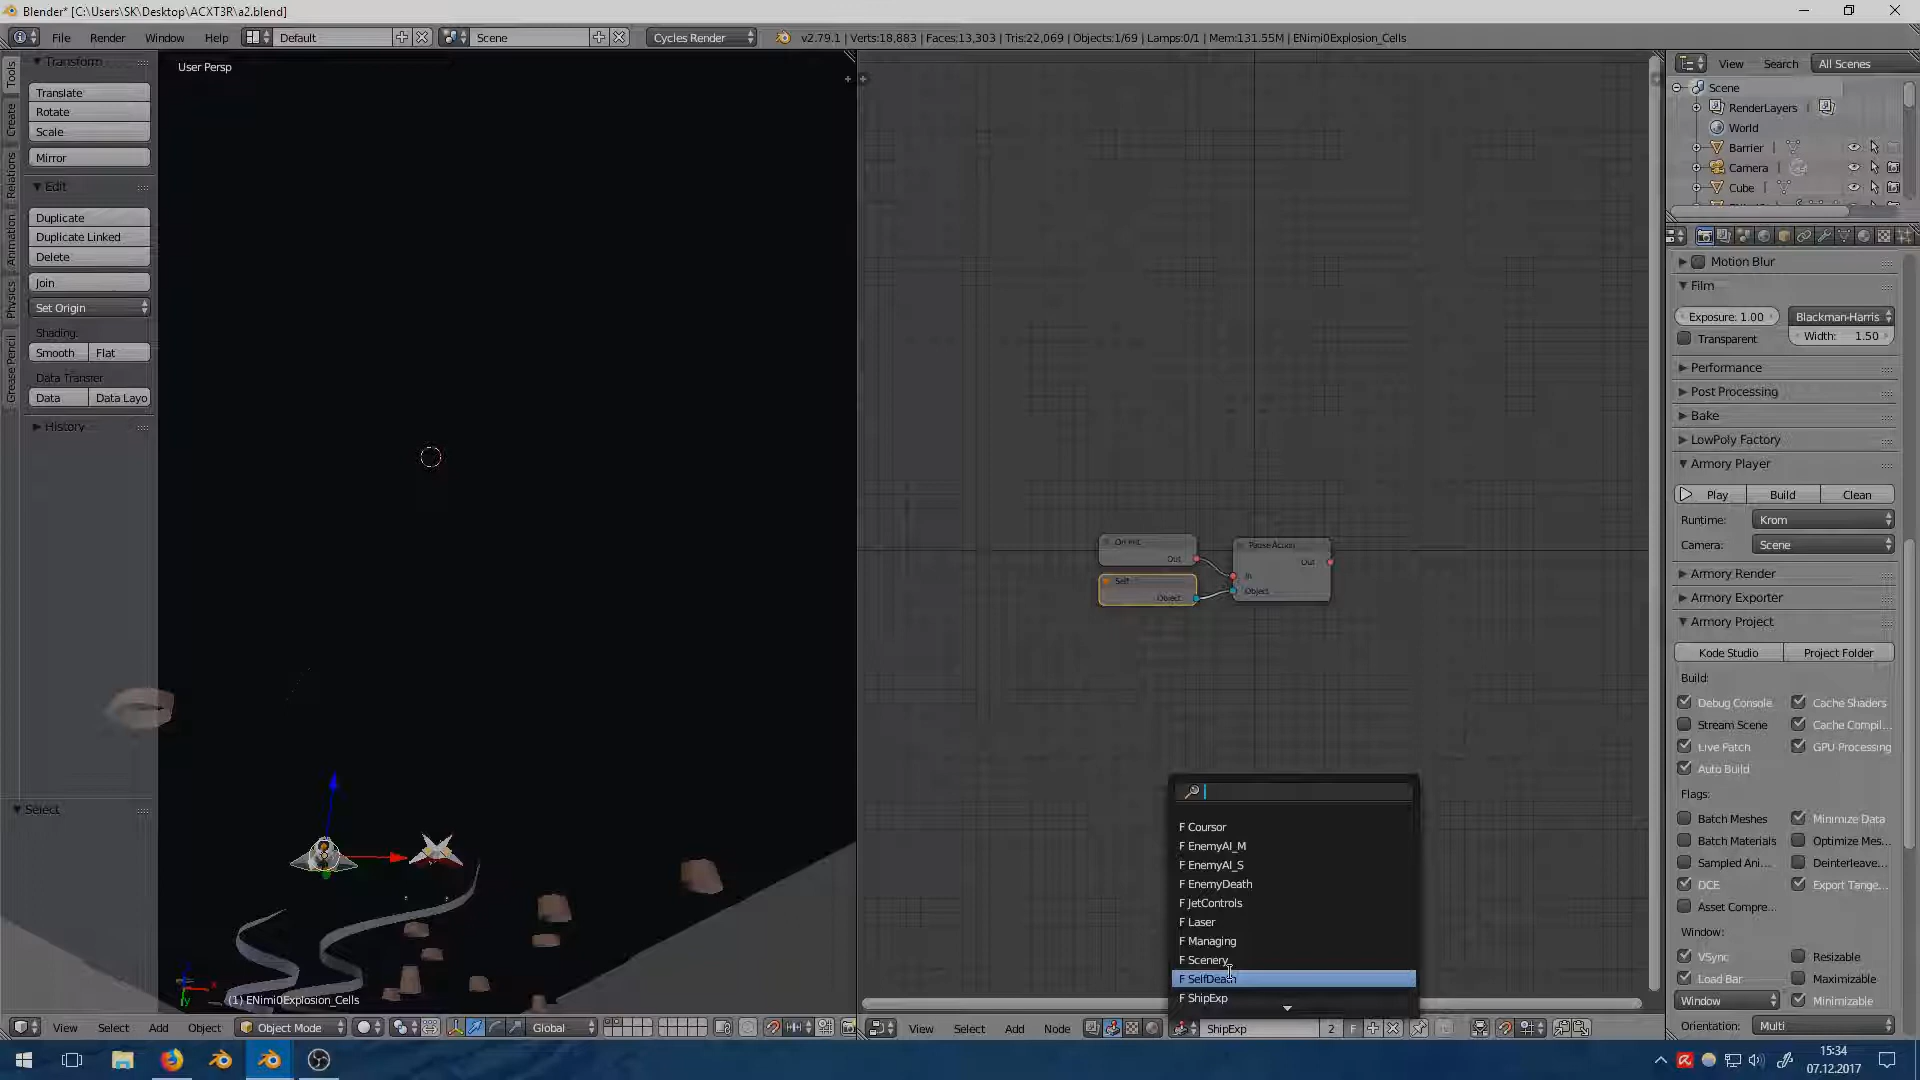 Blender* [C:\Users\SK\Desktop\ACXT3R\a2.blend]
File Render Window Help Default Scene Cycles Render v2.79.1 | Verts:18,883 | Faces:13,303 | Tris:22,069 | Objects:1/69 | Lamps:0/1 | Mem:131.55M | ENimi0Explosion_Cells
Tools
Create
Relations
Animation
Physics
Grease Pencil
Transform
Translate
Rotate
Scale
Mirror
Edit
Duplicate
Duplicate Linked
Delete
Join
Set Origin
Shading:
Smooth Flat
Data Transfer
Data Data Layo
History
Select
User Persp
(1) ENimi0Explosion_Cells
View Select Add Object Object Mode Global
Out
Self
Object
Pause Action
Out
In
Object
F Coursor
F EnemyAI_M
F EnemyAI_S
F EnemyDeath
F JetControls
F Laser
F Managing
F Scenery
F SelfDeath
F ShipExp
View Select Add Node ShipExp 2 F
View Search All Scenes
Scene
RenderLayers
World
Barrier
Camera
Cube
Motion Blur
Film
Exposure: 1.00 Blackman-Harris
Transparent Width: 1.50
Performance
Post Processing
Bake
LowPoly Factory
Armory Player
Play Build Clean
Runtime: Krom
Camera: Scene
Armory Render
Armory Exporter
Armory Project
Kode Studio Project Folder
Build:
Debug Console Cache Shaders
Stream Scene Cache Compil...
Live Patch GPU Processing
Auto Build
Flags:
Batch Meshes Minimize Data
Batch Materials Optimize Mes...
Sampled Ani... Deinterleave...
DCE Export Tange...
Asset Compre...
Window:
VSync Resizable
Load Bar Maximizable
Window Minimizable
Orientation: Multi
15:34
07.12.2017